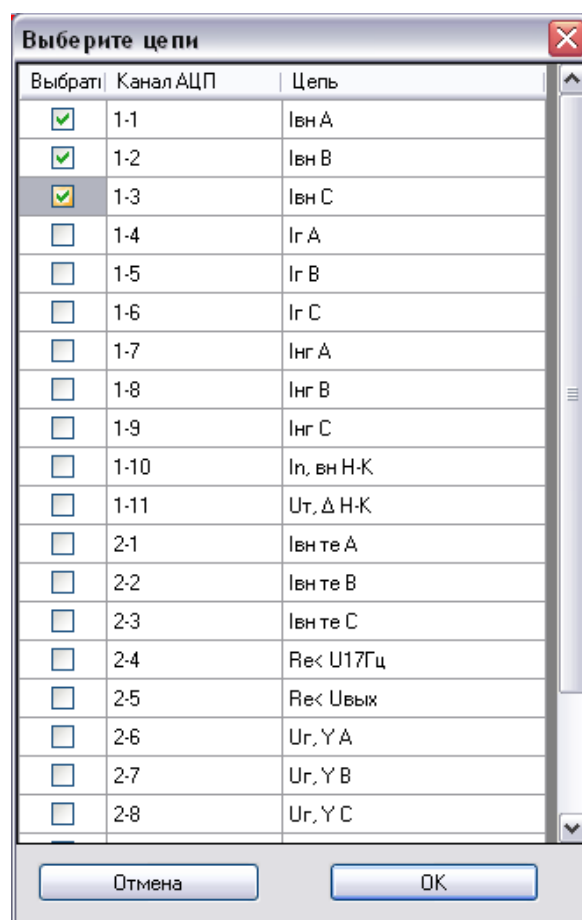 Выберите цепи
Выбрати Канал АЦП Цепь
1-1 Iвн A
1-2 Iвн B
1-3 Iвн C
1-4 Iг A
1-5 Iг B
1-6 Iг C
1-7 Iнг A
1-8 Iнг B
1-9 Iнг C
1-10 In, вн Н-К
1-11 Uт, Δ Н-К
2-1 Iвн те A
2-2 Iвн те B
2-3 Iвн те C
2-4 Re< U17Гц
2-5 Re< Uвых
2-6 Uг, Y A
2-7 Uг, Y B
2-8 Uг, Y C
Отмена OK